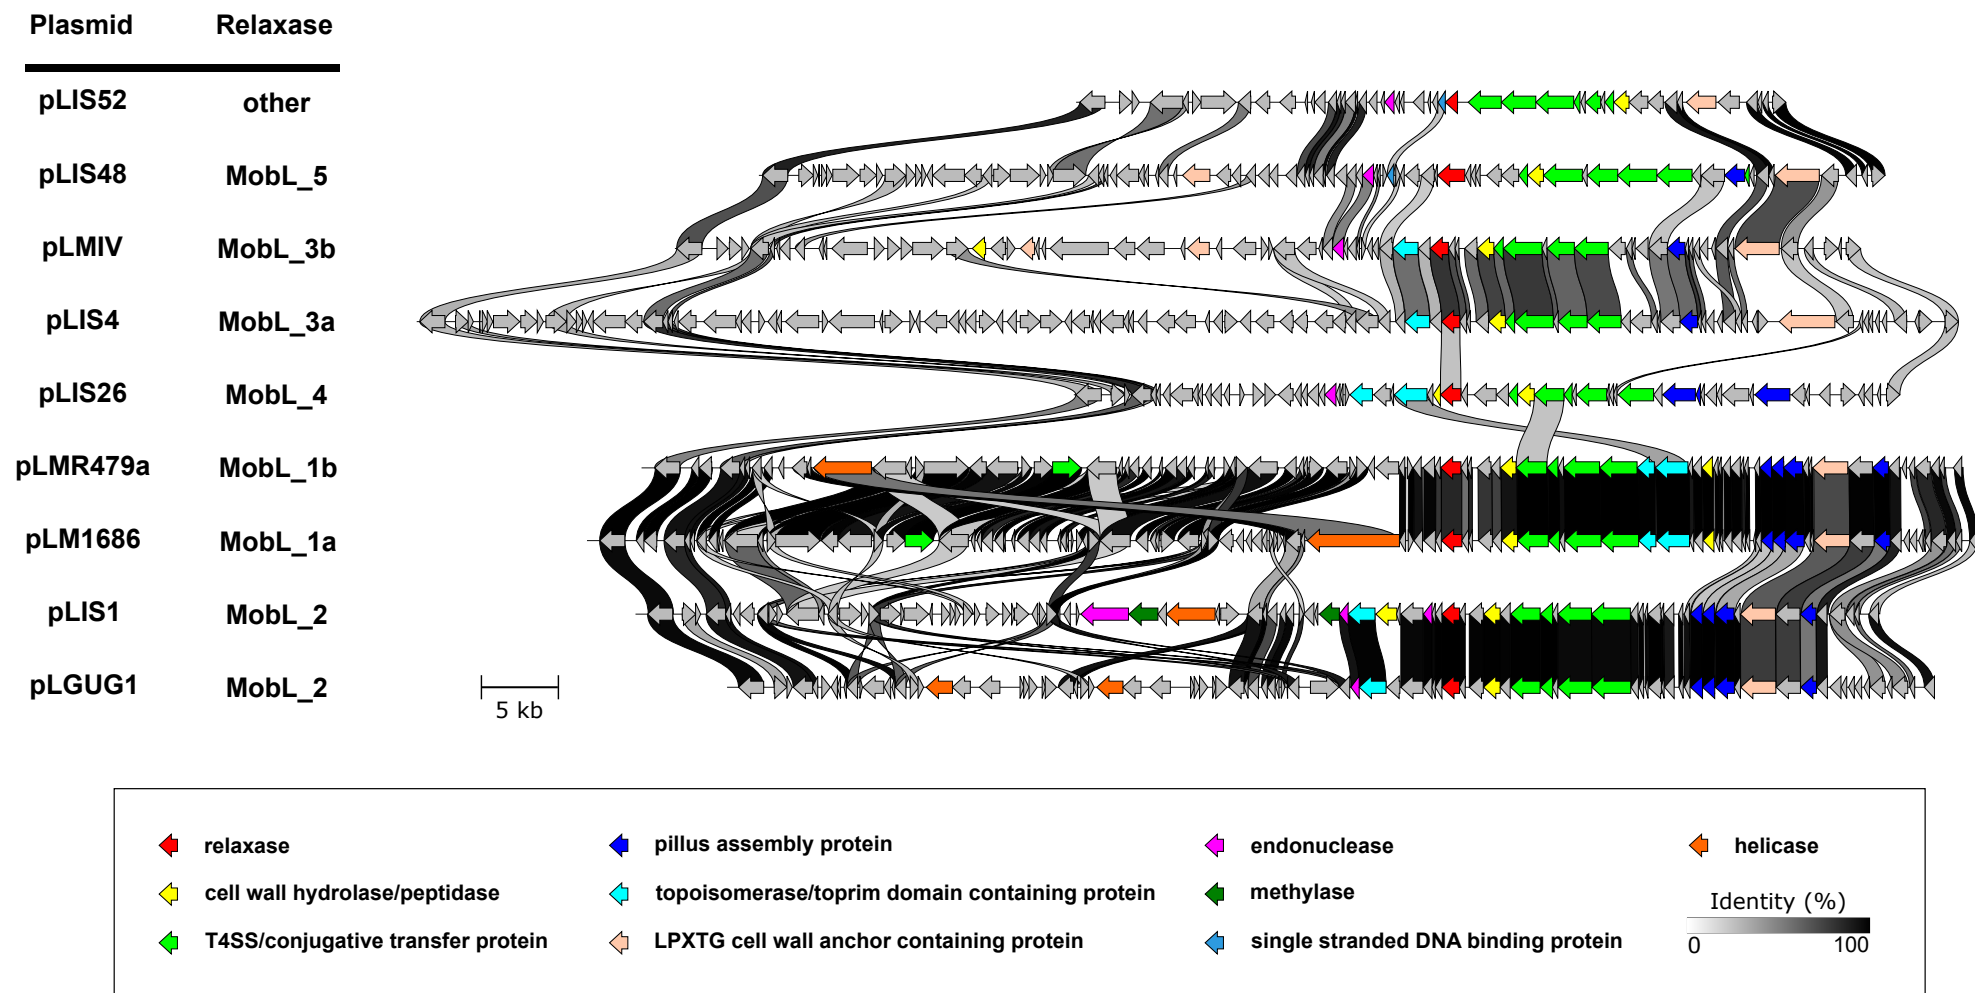 Plasmid Relaxase
pLIS52 other
pLIS48 MobL_5
pLMIV MobL_3b
pLIS4 MobL_3a
pLIS26 MobL_4
pLMR479a MobL_1b
pLM1686 MobL_1a
pLIS1 MobL_2
pLGUG1 MobL_2
5 kb
relaxase pillus assembly protein endonuclease helicase
cell wall hydrolase/peptidase topoisomerase/toprim domain containing protein methylase
Identity (%)
T4SS/conjugative transfer protein LPXTG cell wall anchor containing protein single stranded DNA binding protein
0 100